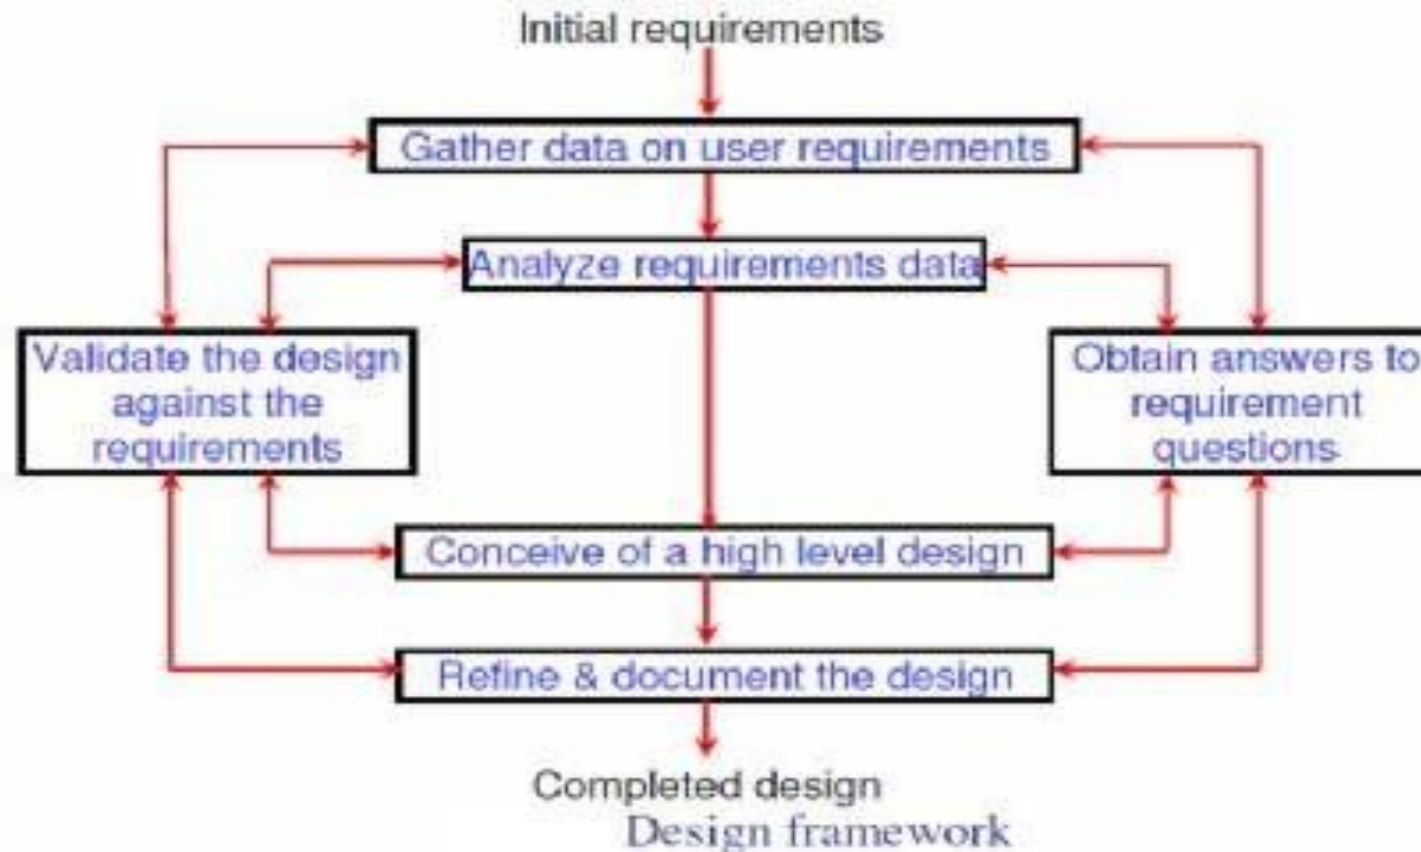 Initial requirements
Gather data on user requirements
Analyze requirements data
Validate the design
against the
requirements
Obtain answers to
requirement
questions
Conceive of a high level design
Refine & document the design
Completed design
Design framework